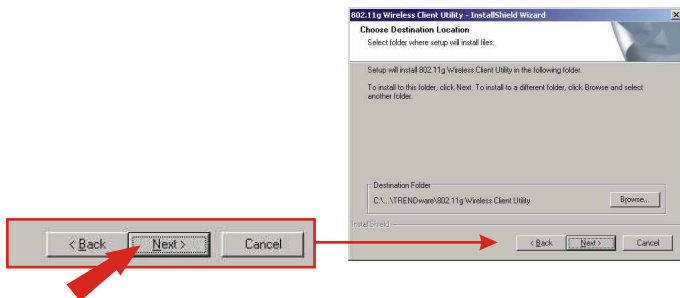 802.11g Wireless Client Utility - InstallShield Wizard
Choose Destination Location
Select folder where setup will install files.
Setup will install 802.11g Wireless Client Utility in the following folder.
To install to this folder, click Next. To install to a different folder, click Browse and select
another folder.
Destination Folder
C:\...\TRENDware\802.11g Wireless Client Utility
Browse...
InstallShield
< Back Next > Cancel
< Back Next > Cancel